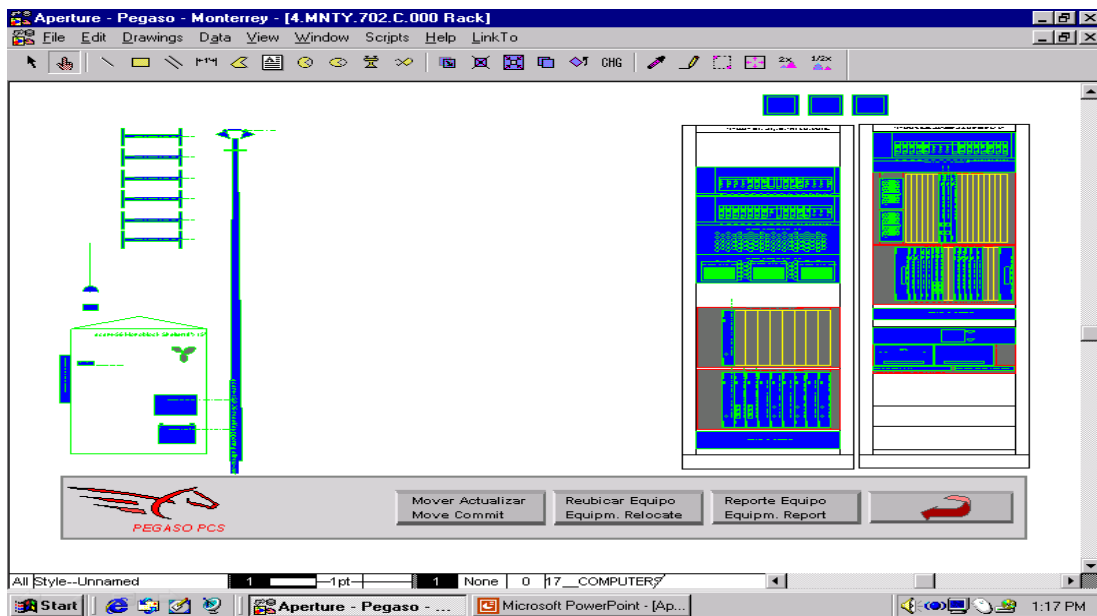 Aperture - Pegaso - Monterrey - [4.MNTY.702.C.000 Rack]
File Edit Drawings Data View Window Scripts Help LinkTo
CHG 2X 1/2X
PEGASO PCS
Mover Actualizar
Move Commit
Reubicar Equipo
Equipm. Relocate
Reporte Equipo
Equipm. Report
All Style--Unnamed 1 1pt 1 None 0 17__COMPUTERS
Start Aperture - Pegaso - ... Microsoft PowerPoint - [Ap... 1:17 PM